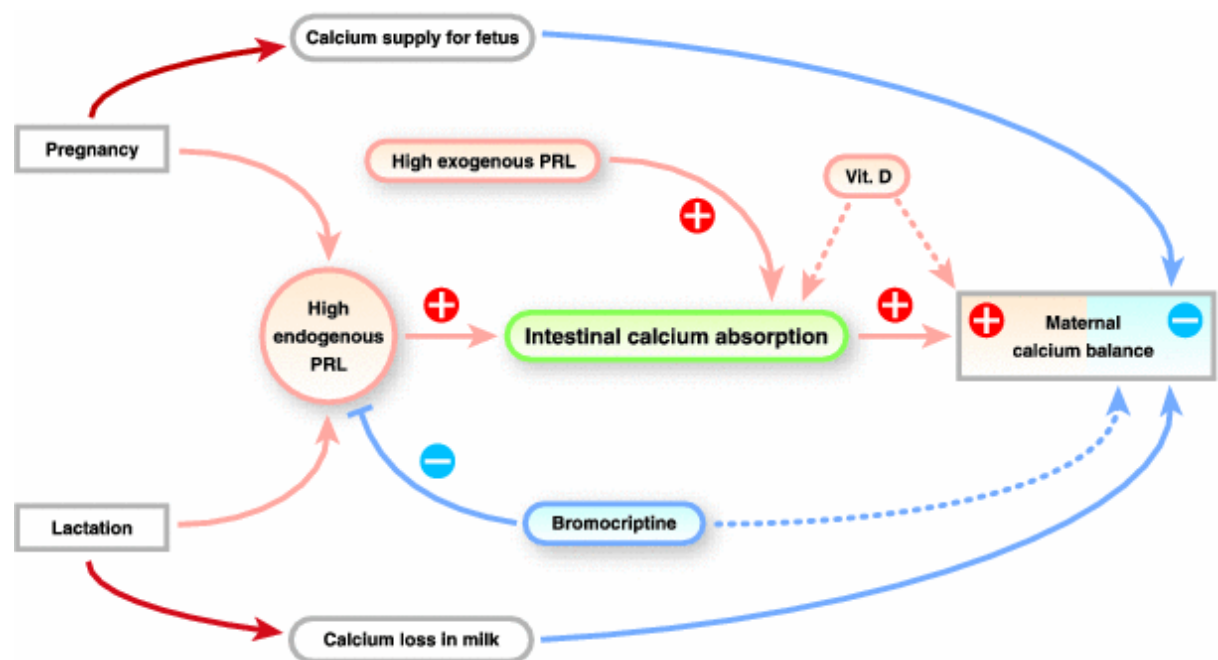 Calcium supply for fetus
Pregnancy
High exogenous PRL
Vit. D
High
endogenous
PRL
Intestinal calcium absorption
Maternal
calcium balance
Bromocriptine
Lactation
Calcium loss in milk